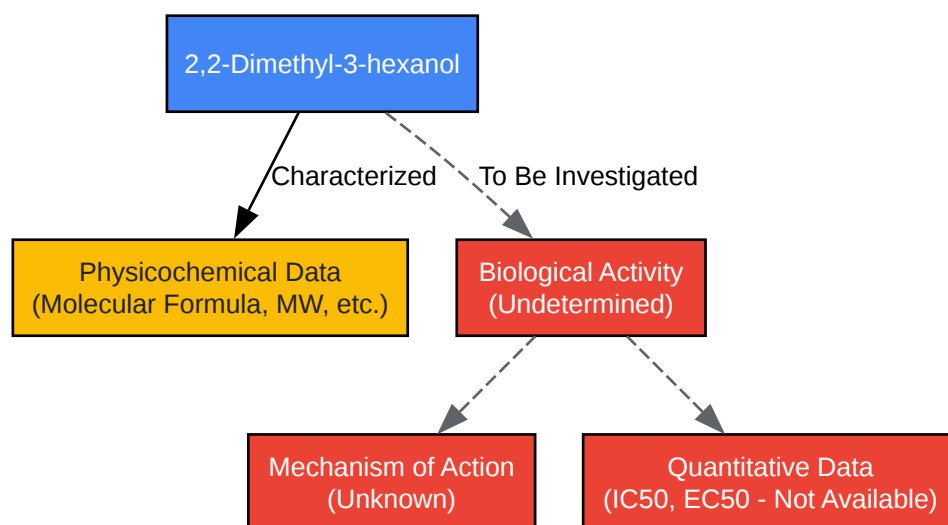 2,2-Dimethyl-3-hexanol
Characterized
To Be Investigated
Physicochemical Data
(Molecular Formula, MW, etc.)
Biological Activity
(Undetermined)
Mechanism of Action
(Unknown)
Quantitative Data
(IC50, EC50 - Not Available)